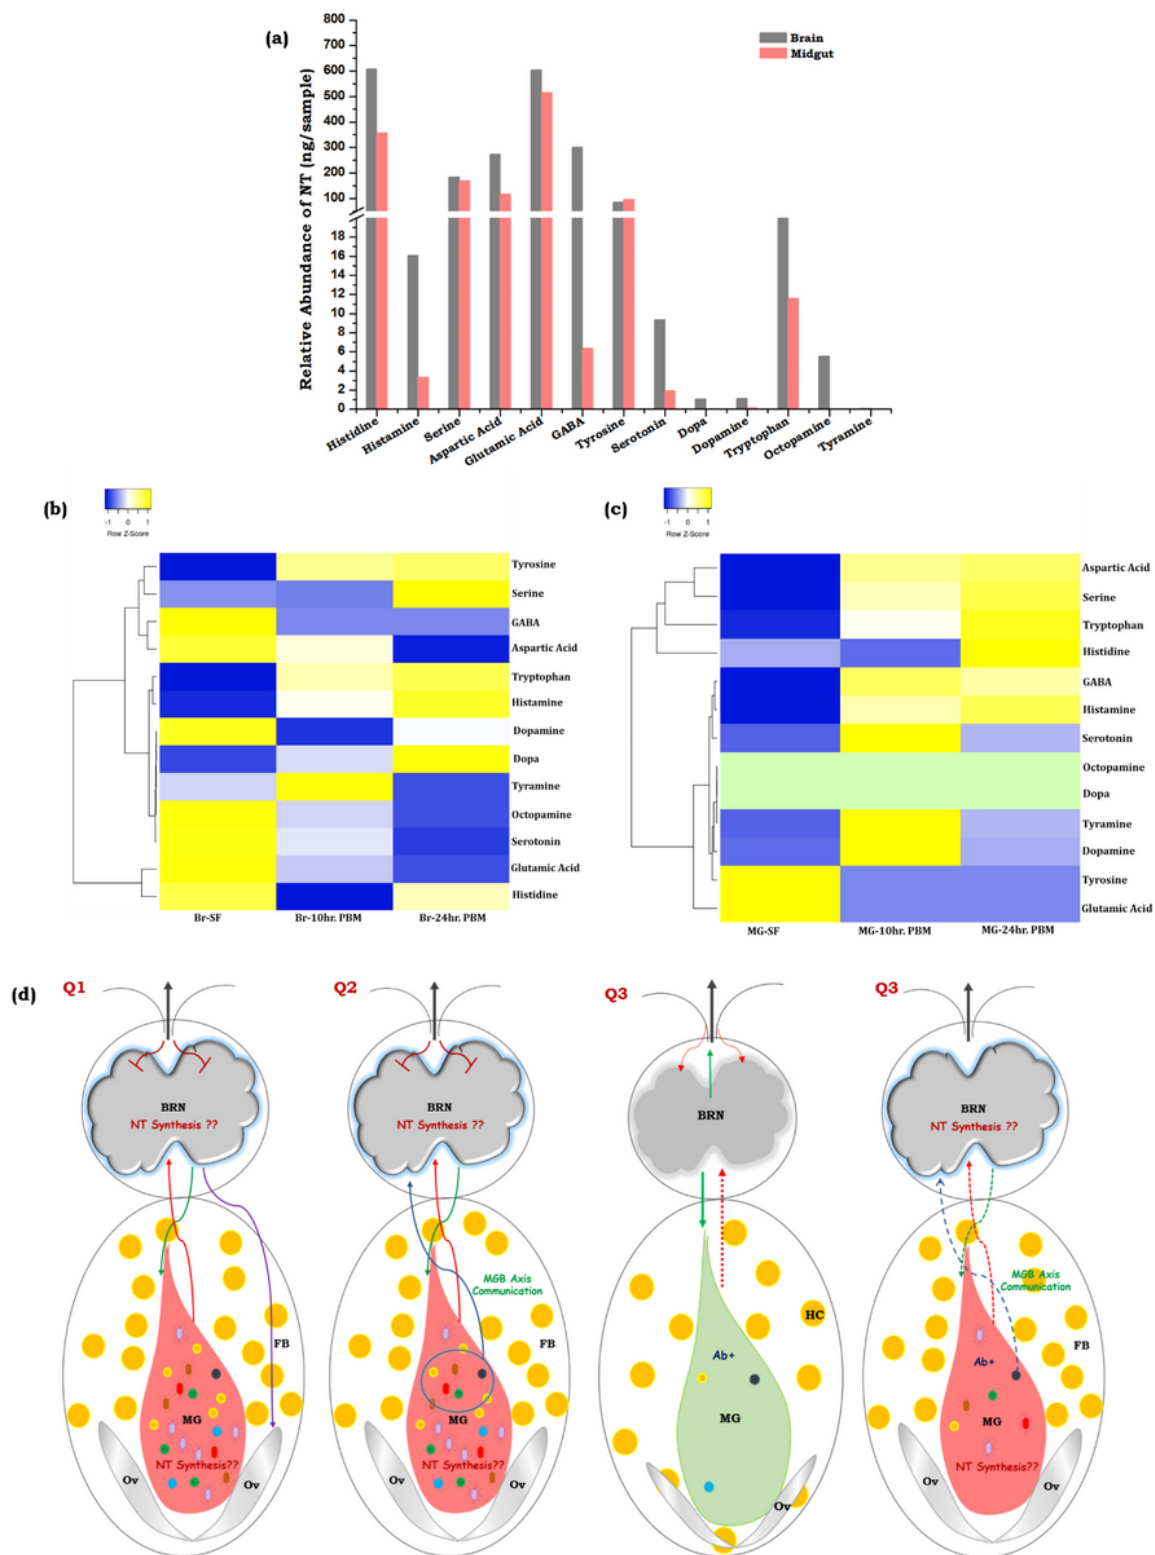 (a)
Brain
Midgut
Relative Abundance of NT (ng/sample)
800
700
600
500
400
300
200
100
18
16
14
12
10
8
6
4
2
0
Histidine
Histamine
Serine
Aspartic Acid
Glutamic Acid
GABA
Tyrosine
Serotonin
Dopa
Dopamine
Tryptophan
Octopamine
Tyramine
(b)
-1 0 1
Row Z-Score
Tyrosine
Serine
GABA
Aspartic Acid
Tryptophan
Histamine
Dopamine
Dopa
Tyramine
Octopamine
Serotonin
Glutamic Acid
Histidine
Br-SF Br-10hr. PBM Br-24hr. PBM
(c)
-1 0 1
Row Z-Score
Aspartic Acid
Serine
Tryptophan
Histidine
GABA
Histamine
Serotonin
Octopamine
Dopa
Tyramine
Dopamine
Tyrosine
Glutamic Acid
MG-SF MG-10hr. PBM MG-24hr. PBM
(d)
Q1
BRN
NT Synthesis ??
FB
MG
NT Synthesis??
Ov Ov
Q2
BRN
NT Synthesis ??
MGB Axis
Communication
FB
MG
NT Synthesis??
Ov Ov
Q3
BRN
HC
Ab+
MG
Ov
Q3
BRN
NT Synthesis ??
MGB Axis
Communication
FB
Ab+
MG
NT Synthesis??
Ov Ov